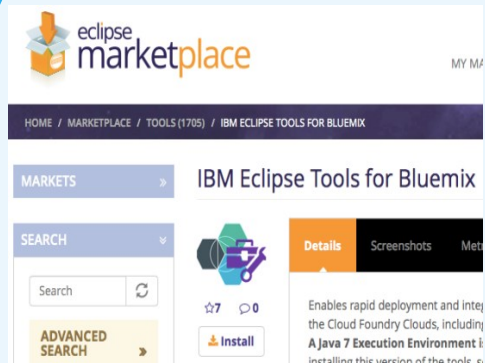 eclipse
marketplace
MY MA
HOME / MARKETPLACE / TOOLS (1705) / IBM ECLIPSE TOOLS FOR BLUEMIX
MARKETS »
IBM Eclipse Tools for Bluemix
SEARCH
Details Screenshots Met
Search
☆7 0
Install
ADVANCED
SEARCH »
Enables rapid deployment and integ
the Cloud Foundry Clouds, including
A Java 7 Execution Environment i
installing this version of the tools, s